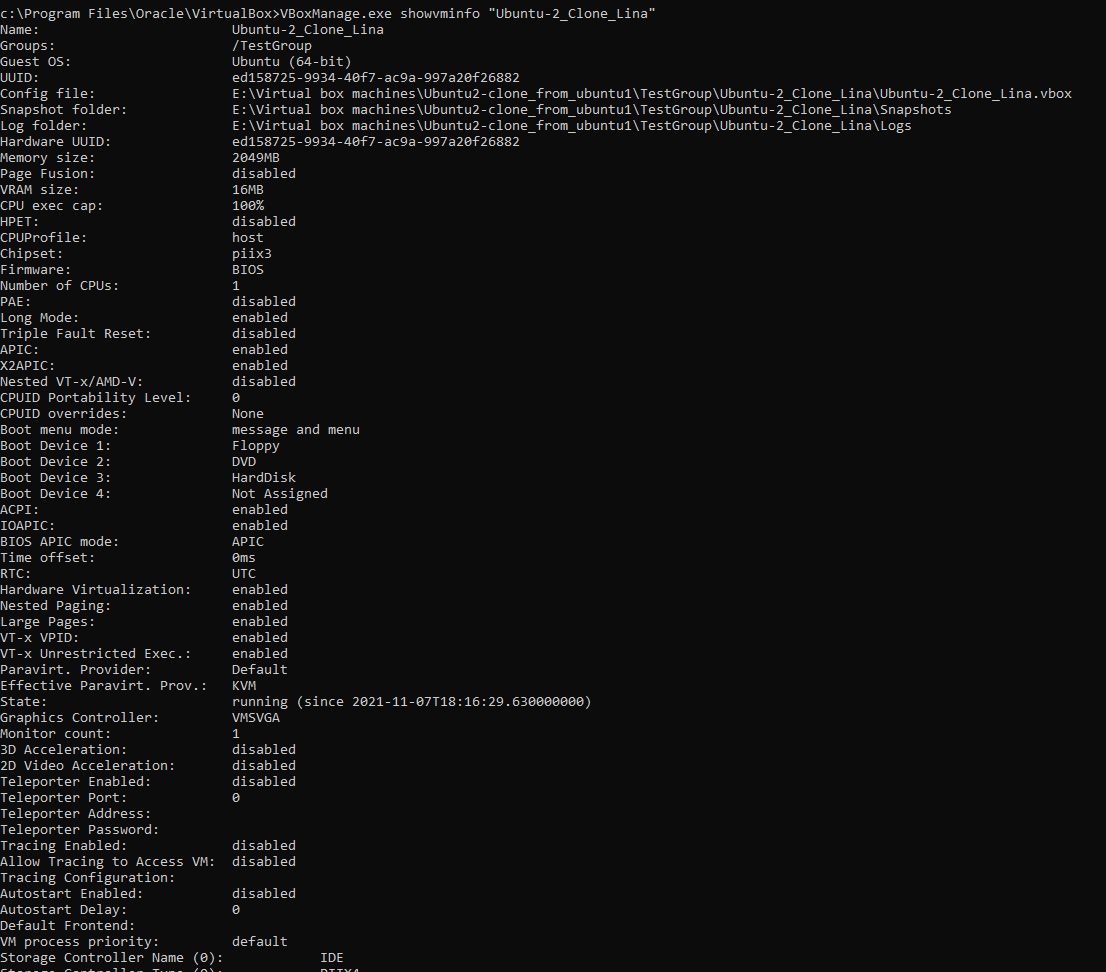 c:\Program Files\Oracle\VirtualBox>VBoxManage.exe showvminfo "Ubuntu-2_Clone_Lina"
Name: Ubuntu-2_Clone_Lina
Groups: /TestGroup
Guest OS: Ubuntu (64-bit)
UUID: ed158725-9934-40f7-ac9a-997a20f26882
Config file: E:\Virtual box machines\Ubuntu2-clone_from_ubuntu1\TestGroup\Ubuntu-2_Clone_Lina\Ubuntu-2_Clone_Lina.vbox
Snapshot folder: E:\Virtual box machines\Ubuntu2-clone_from_ubuntu1\TestGroup\Ubuntu-2_Clone_Lina\Snapshots
Log folder: E:\Virtual box machines\Ubuntu2-clone_from_ubuntu1\TestGroup\Ubuntu-2_Clone_Lina\Logs
Hardware UUID: ed158725-9934-40f7-ac9a-997a20f26882
Memory size: 2049MB
Page Fusion: disabled
VRAM size: 16MB
CPU exec cap: 100%
HPET: disabled
CPUProfile: host
Chipset: piix3
Firmware: BIOS
Number of CPUs: 1
PAE: disabled
Long Mode: enabled
Triple Fault Reset: disabled
APIC: enabled
X2APIC: enabled
Nested VT-x/AMD-V: disabled
CPUID Portability Level: 0
CPUID overrides: None
Boot menu mode: message and menu
Boot Device 1: Floppy
Boot Device 2: DVD
Boot Device 3: HardDisk
Boot Device 4: Not Assigned
ACPI: enabled
IOAPIC: enabled
BIOS APIC mode: APIC
Time offset: 0ms
RTC: UTC
Hardware Virtualization: enabled
Nested Paging: enabled
Large Pages: enabled
VT-x VPID: enabled
VT-x Unrestricted Exec.: enabled
Paravirt. Provider: Default
Effective Paravirt. Prov.: KVM
State: running (since 2021-11-07T18:16:29.630000000)
Graphics Controller: VMSVGA
Monitor count: 1
3D Acceleration: disabled
2D Video Acceleration: disabled
Teleporter Enabled: disabled
Teleporter Port: 0
Teleporter Address:
Teleporter Password:
Tracing Enabled: disabled
Allow Tracing to Access VM: disabled
Tracing Configuration:
Autostart Enabled: disabled
Autostart Delay: 0
Default Frontend:
VM process priority: default
Storage Controller Name (0): IDE
Storage Controller Type (0): PIIX4